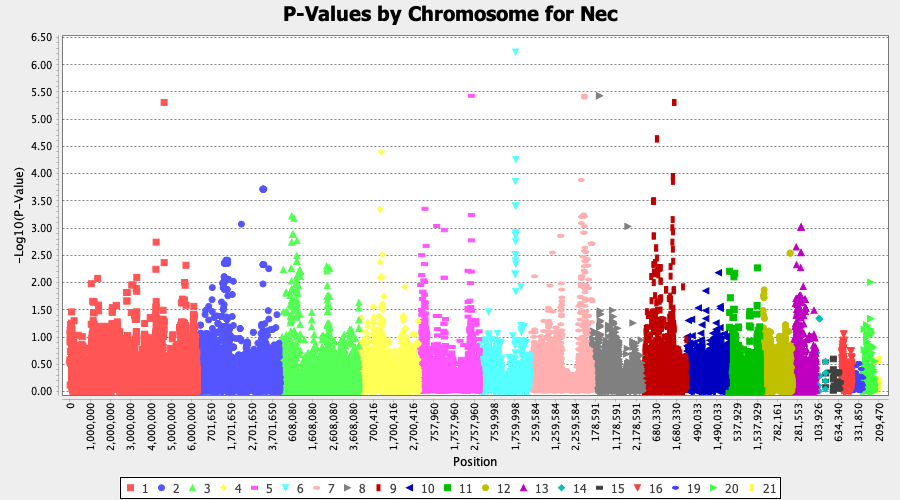 P-Values by Chromosome for Nec
−Log10(P-Value)
6.50
6.00
5.50
5.00
4.50
4.00
3.50
3.00
2.50
2.00
1.50
1.00
0.50
0.00
0 1,000,000 2,000,000 3,000,000 4,000,000 5,000,000 6,000,000 701,650 1,701,650 2,701,650 3,701,650 608,080 1,608,080 2,608,080 3,608,080 700,416 1,700,416 2,700,416 757,960 1,757,960 2,757,960 759,998 1,759,998 259,584 1,259,584 2,259,584 178,591 1,178,591 2,178,591 680,330 1,680,330 490,033 1,490,033 537,929 1,537,929 782,161 281,553 103,926 634,340 331,850 209,470
Position
1 2 3 4 5 6 7 8 9 10 11 12 13 14 15 16 19 20 21